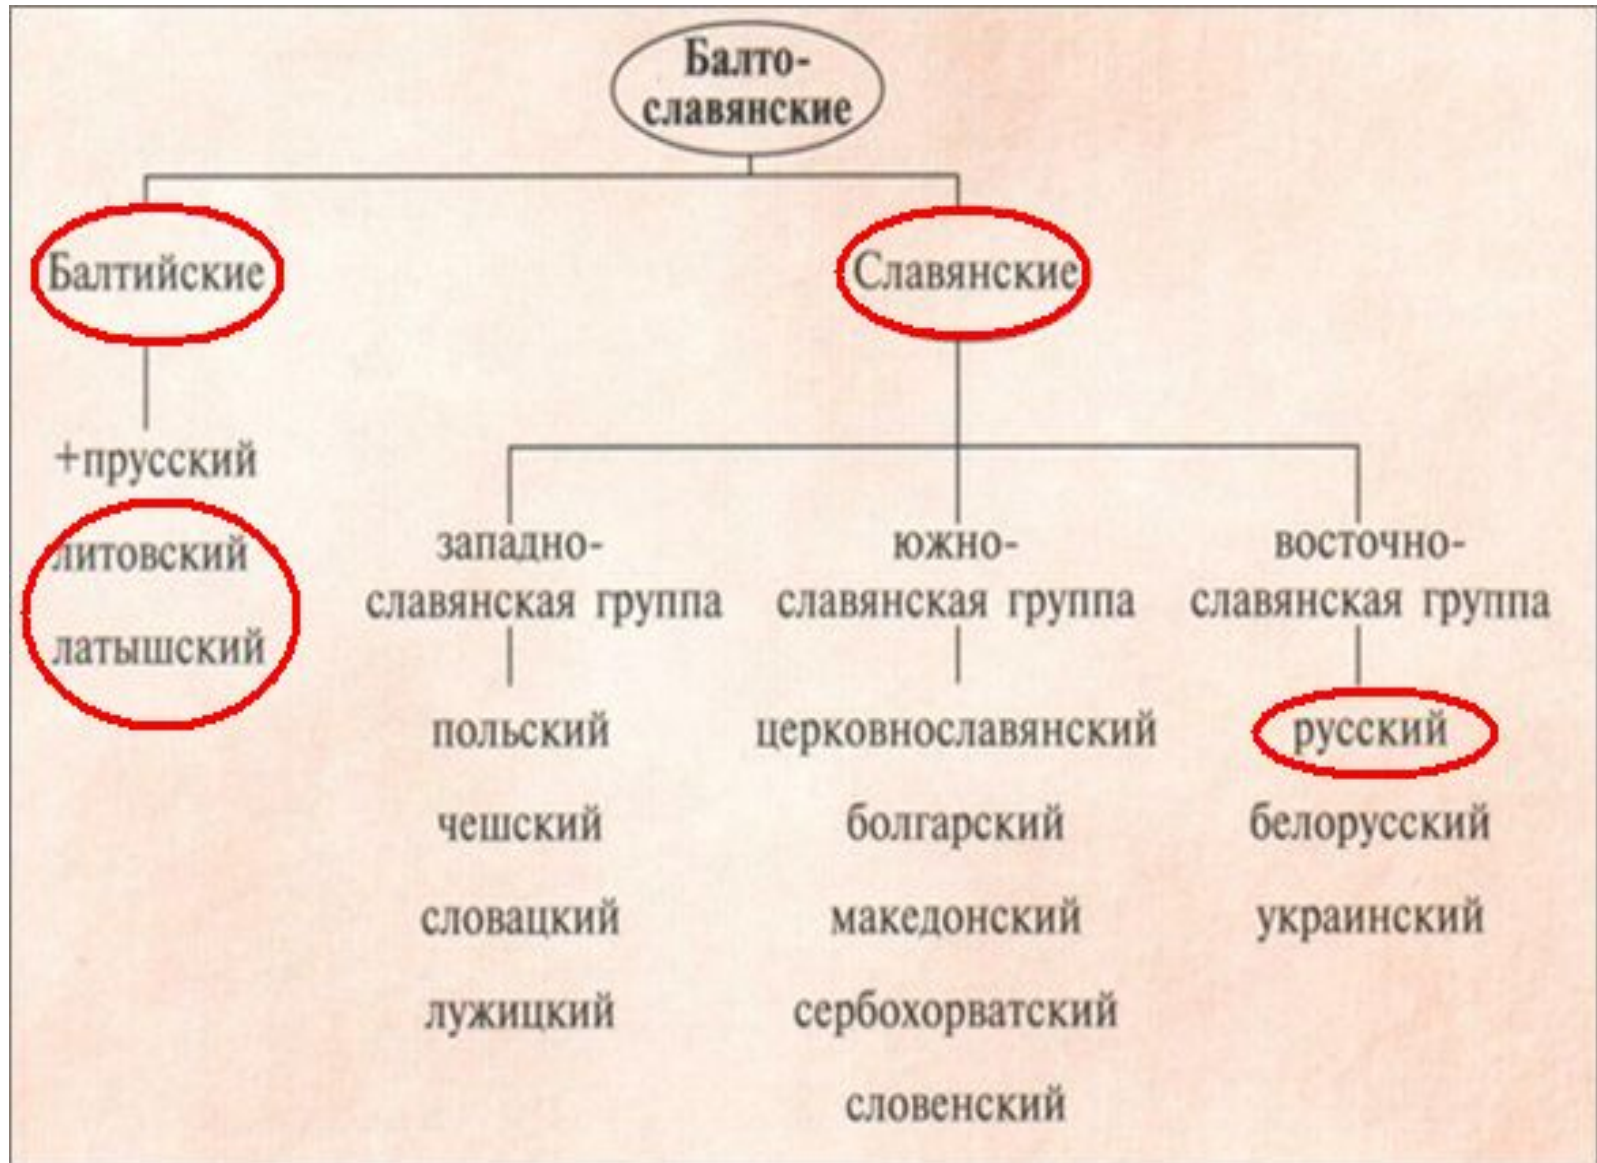 Балто-
славянские
Балтийские
Славянские
+прусский
литовский
латышский
западно-
славянская группа
польский
чешский
словацкий
лужицкий
южно-
славянская группа
церковнославянский
болгарский
македонский
сербохорватский
словенский
восточно-
славянская группа
русский
белорусский
украинский